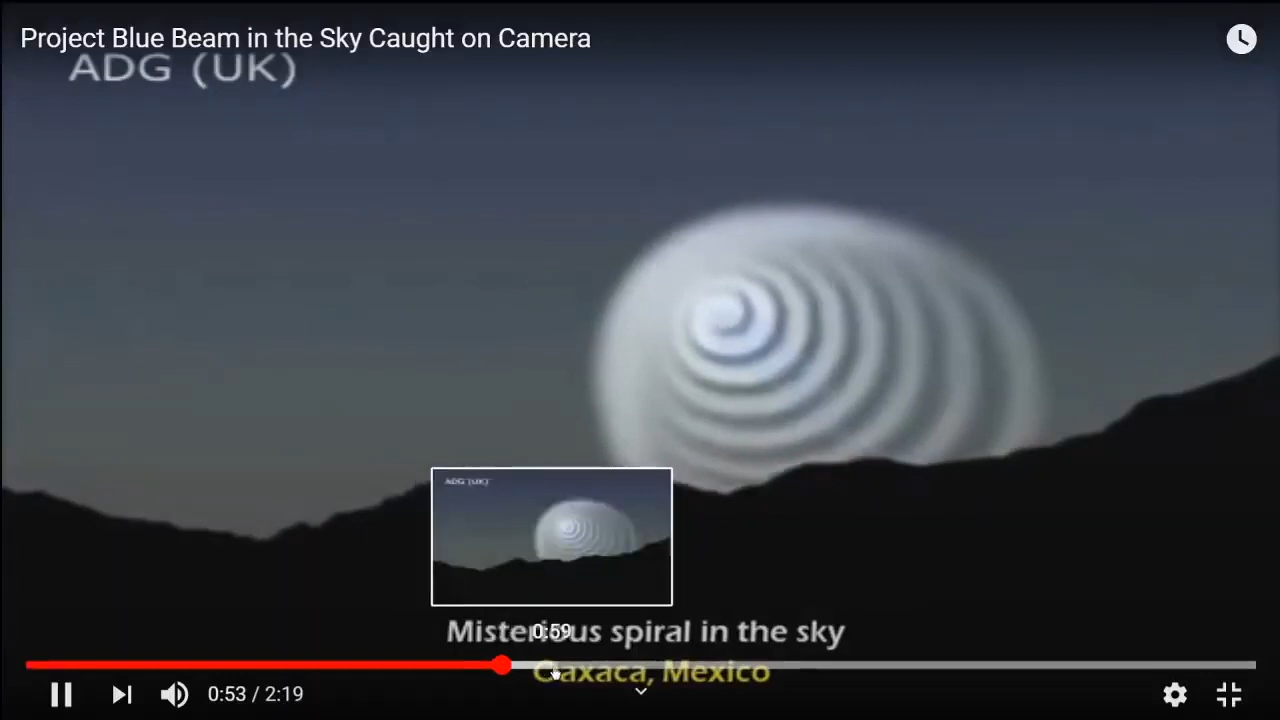 Project Blue Beam in the Sky Caught on Camera
ADG (UK)
ADG (UK)
0:59
Misterious spiral in the sky
Oaxaca, Mexico
0:53 / 2:19